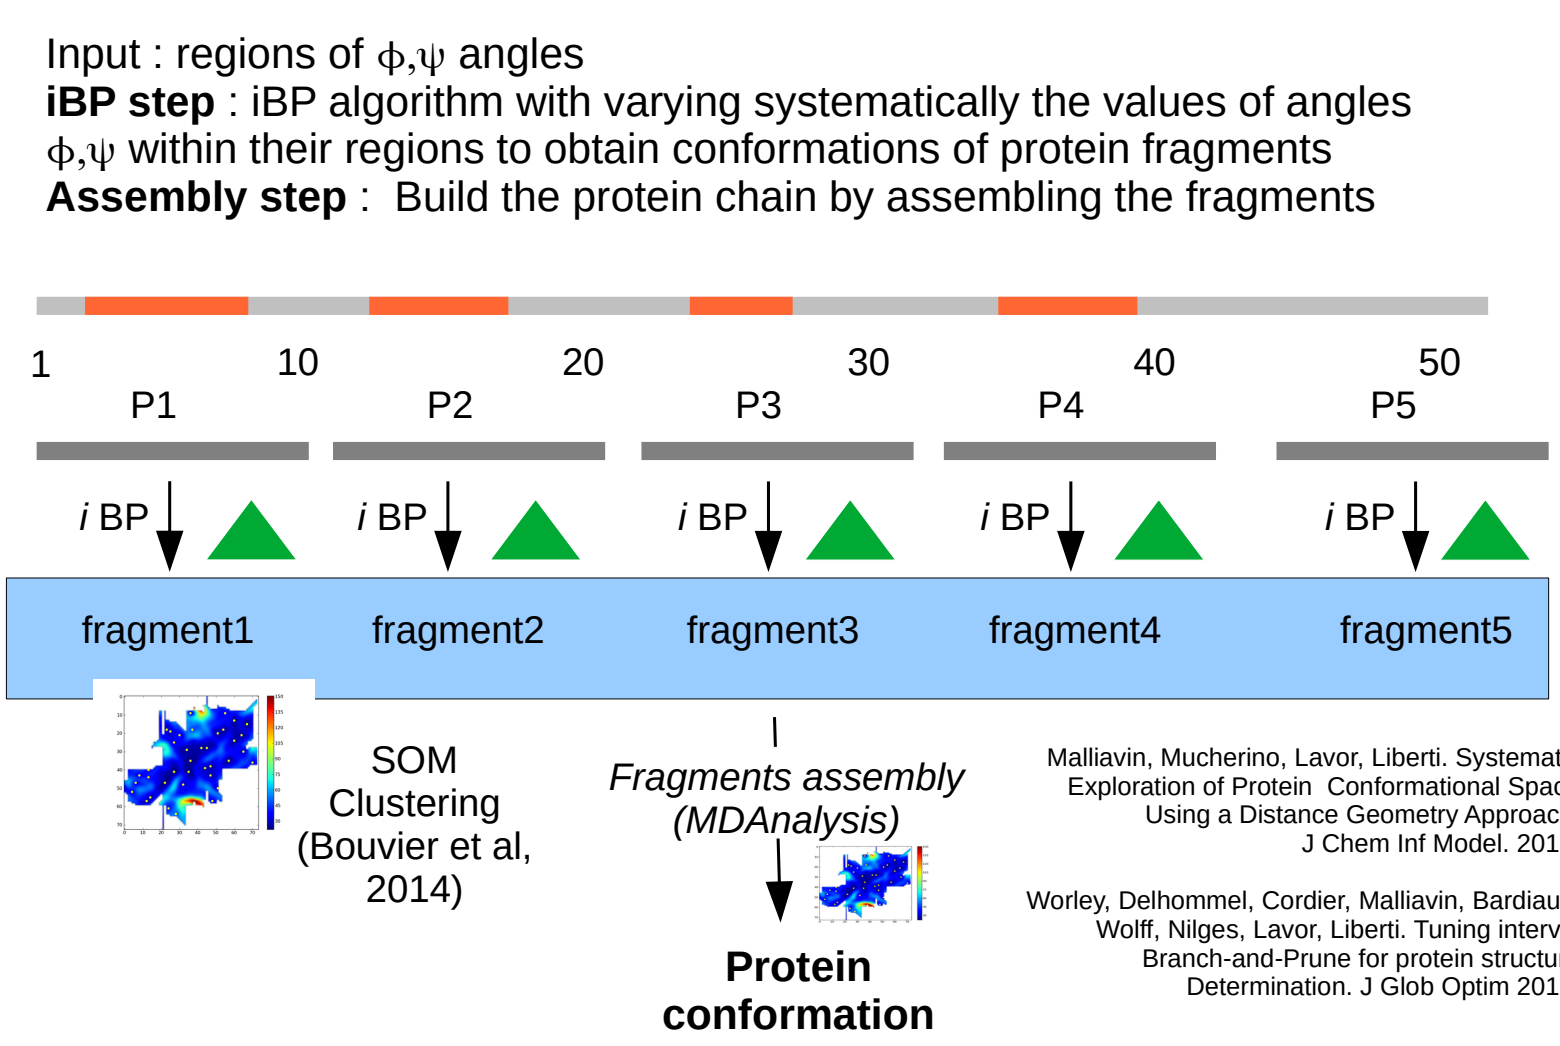 Input : regions of ϕ,ψ angles
iBP step : iBP algorithm with varying systematically the values of angles
ϕ,ψ within their regions to obtain conformations of protein fragments
Assembly step :  Build the protein chain by assembling the fragments
1 10 20 30 40 50
P1 P2 P3 P4 P5
i BP i BP i BP i BP i BP
fragment1 fragment2 fragment3 fragment4 fragment5
SOM
Clustering
(Bouvier et al,
2014)
Fragments assembly
(MDAnalysis)
Protein
conformation
Malliavin, Mucherino, Lavor, Liberti. Systemat
Exploration of Protein  Conformational Spac
Using a Distance Geometry Approac
J Chem Inf Model. 201
Worley, Delhommel, Cordier, Malliavin, Bardiau
Wolff, Nilges, Lavor, Liberti. Tuning interv
Branch-and-Prune for protein structu
Determination. J Glob Optim 201